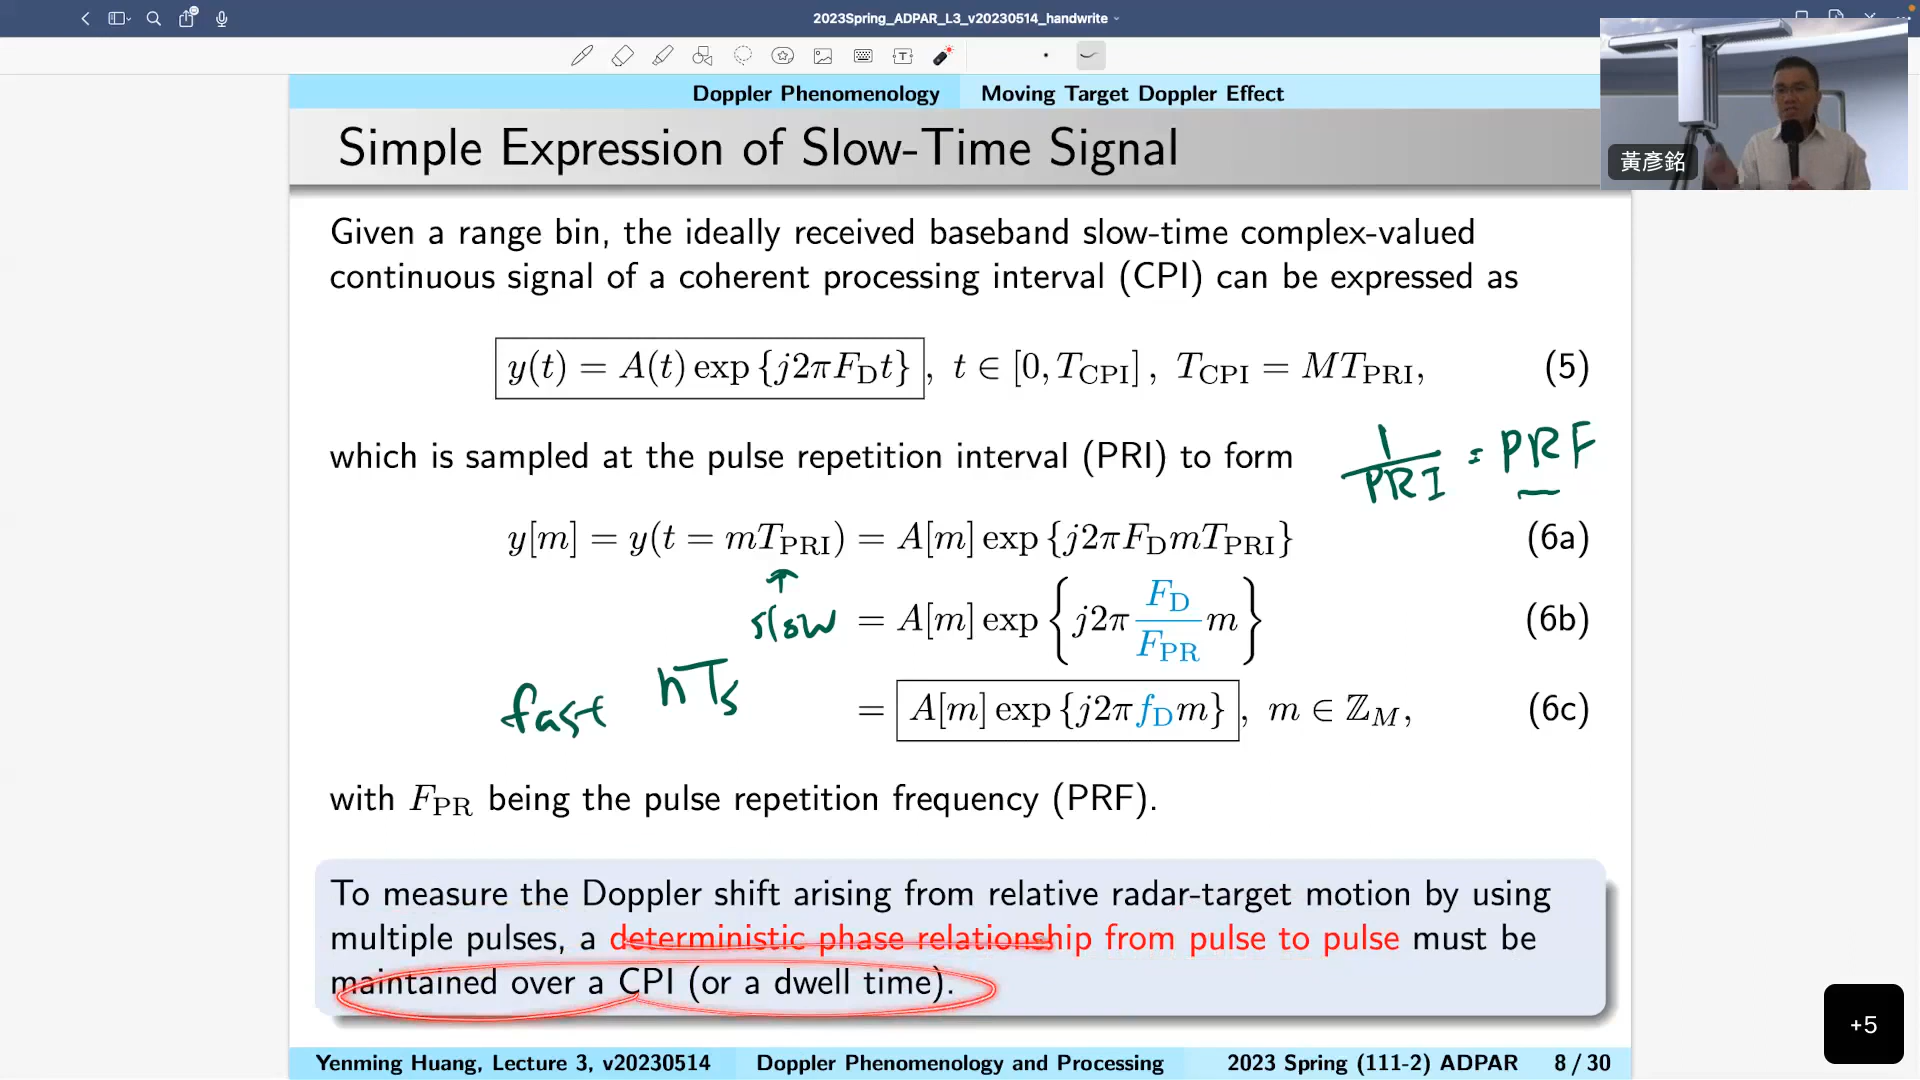 2023Spring_ADPAR_L3_v20230514_handwrite
Doppler Phenomenology Moving Target Doppler Effect
黃彥銘
Simple Expression of Slow-Time Signal
Given a range bin, the ideally received baseband slow-time complex-valued
continuous signal of a coherent processing interval (CPI) can be expressed as
y(t) = A(t) exp {j2πF_D t} , t ∈ [0, T_CPI] , T_CPI = MT_PRI, (5)
which is sampled at the pulse repetition interval (PRI) to form
1/PRI = PRF
y[m] = y(t = mT_PRI) = A[m] exp {j2πF_D mT_PRI} (6a)
slow
= A[m] exp {j2π F_D/F_PR m} (6b)
fast nTs
= A[m] exp {j2πf_D m} , m ∈ ℤ_M, (6c)
with F_PR being the pulse repetition frequency (PRF).
To measure the Doppler shift arising from relative radar-target motion by using
multiple pulses, a deterministic phase relationship from pulse to pulse must be
maintained over a CPI (or a dwell time).
Yenming Huang, Lecture 3, v20230514 Doppler Phenomenology and Processing 2023 Spring (111-2) ADPAR 8 / 30
+5